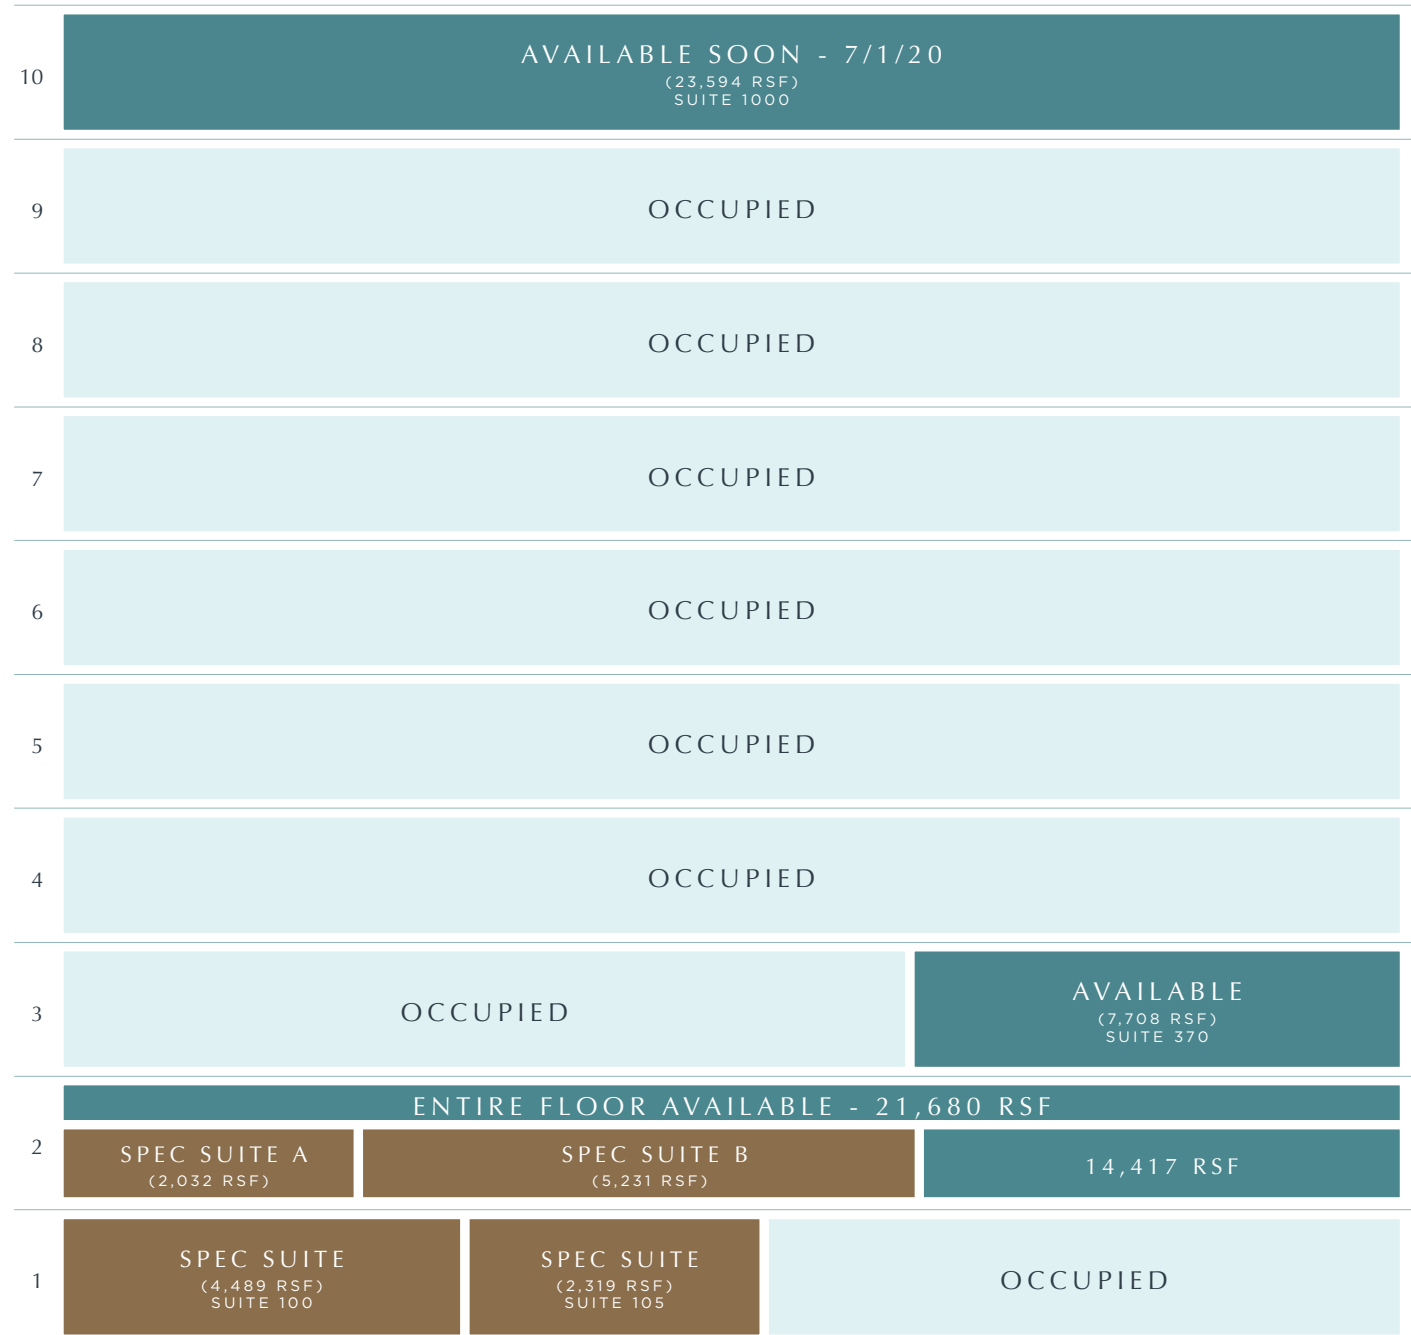 10
AVAILABLE SOON - 7/1/20
(23,594 RSF)
SUITE 1000
9
OCCUPIED
8
OCCUPIED
7
OCCUPIED
6
OCCUPIED
5
OCCUPIED
4
OCCUPIED
3
OCCUPIED
AVAILABLE
(7,708 RSF)
SUITE 370
2
ENTIRE FLOOR AVAILABLE - 21,680 RSF
SPEC SUITE A
(2,032 RSF)
SPEC SUITE B
(5,231 RSF)
14,417 RSF
1
SPEC SUITE
(4,489 RSF)
SUITE 100
SPEC SUITE
(2,319 RSF)
SUITE 105
OCCUPIED